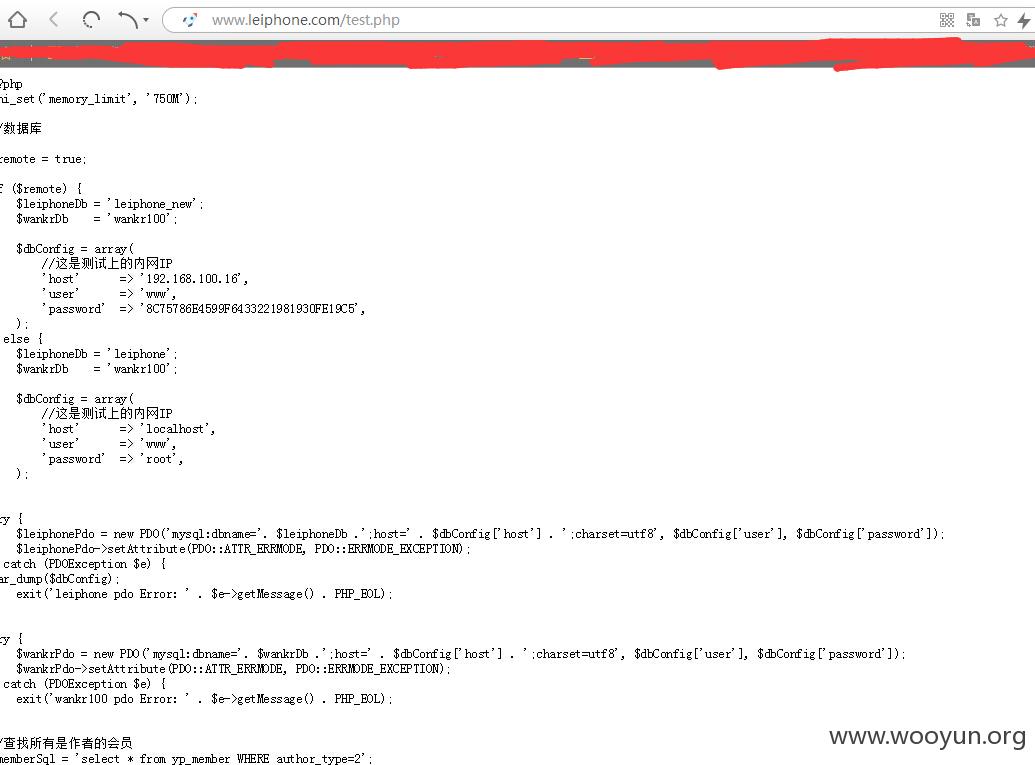 www.leiphone.com/test.php
?php
ni_set('memory_limit', '750M');
/数据库
remote = true;
f ($remote) {
$leiphoneDb = 'leiphone_new';
$wankrDb = 'wankr100';
$dbConfig = array(
//这是测试上的内网IP
'host' => '192.168.100.16',
'user' => 'www',
'password' => '8C75786E4599F6433221981930FE19C5',
);
else {
$leiphoneDb = 'leiphone';
$wankrDb = 'wankr100';
$dbConfig = array(
//这是测试上的内网IP
'host' => 'localhost',
'user' => 'www',
'password' => 'root',
);
ry {
$leiphonePdo = new PDO('mysql:dbname='. $leiphoneDb .';host=' . $dbConfig['host'] . ';charset=utf8', $dbConfig['user'], $dbConfig['password']);
$leiphonePdo->setAttribute(PDO::ATTR_ERRMODE, PDO::ERRMODE_EXCEPTION);
catch (PDOException $e) {
ar_dump($dbConfig);
exit('leiphone pdo Error: ' . $e->getMessage() . PHP_EOL);
ry {
$wankrPdo = new PDO('mysql:dbname='. $wankrDb .';host=' . $dbConfig['host'] . ';charset=utf8', $dbConfig['user'], $dbConfig['password']);
$wankrPdo->setAttribute(PDO::ATTR_ERRMODE, PDO::ERRMODE_EXCEPTION);
catch (PDOException $e) {
exit('wankr100 pdo Error: ' . $e->getMessage() . PHP_EOL);
/查找所有是作者的会员
memberSql = 'select * from yp_member WHERE author_type=2';
www.wooyun.org